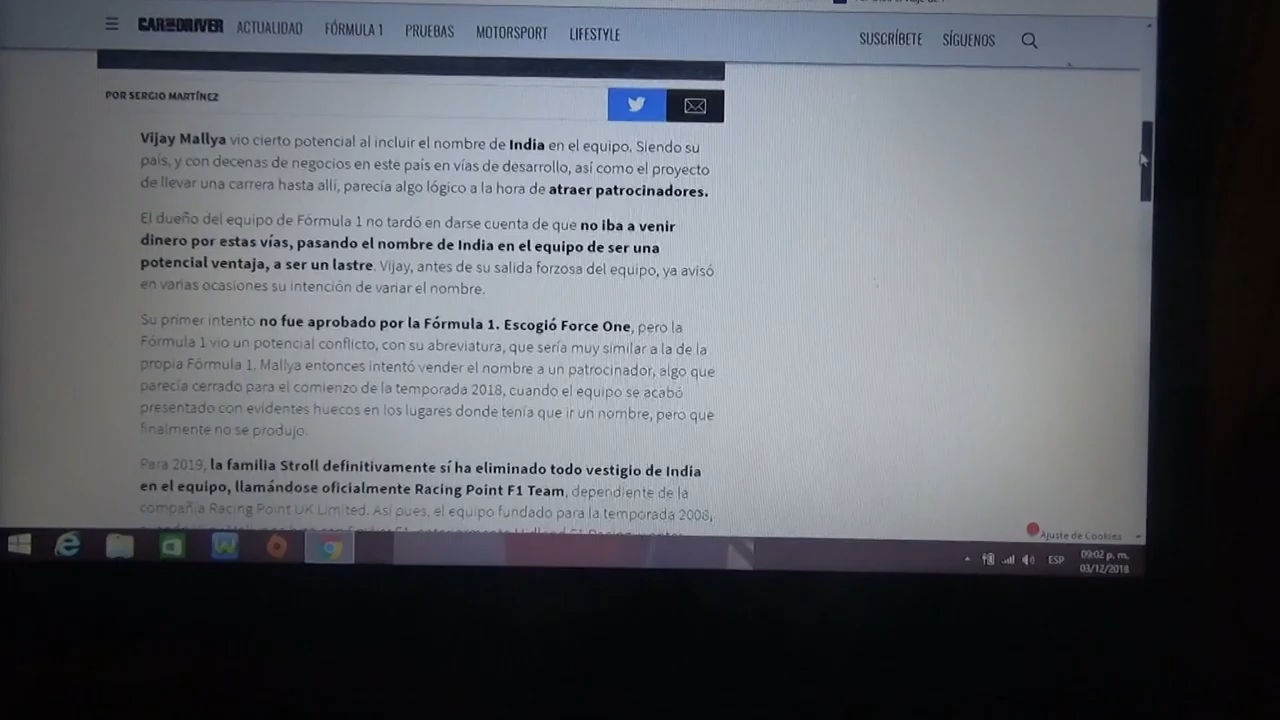 CAR AND DRIVER ACTUALIDAD FÓRMULA 1 PRUEBAS MOTORSPORT LIFESTYLE SUSCRÍBETE SÍGUENOS
POR SERGIO MARTÍNEZ
Vijay Mallya vio cierto potencial al incluir el nombre de India en el equipo. Siendo su
país, y con decenas de negocios en este país en vías de desarrollo, así como el proyecto
de llevar una carrera hasta allí, parecía algo lógico a la hora de atraer patrocinadores.
El dueño del equipo de Fórmula 1 no tardó en darse cuenta de que no iba a venir
dinero por estas vías, pasando el nombre de India en el equipo de ser una
potencial ventaja, a ser un lastre. Vijay, antes de su salida forzosa del equipo, ya avisó
en varias ocasiones su intención de variar el nombre.
Su primer intento no fue aprobado por la Fórmula 1. Escogió Force One, pero la
Fórmula 1 vio un potencial conflicto, con su abreviatura, que sería muy similar a la de la
propia Fórmula 1. Mallya entonces intentó vender el nombre a un patrocinador, algo que
parecía cerrado para el comienzo de la temporada 2018, cuando el equipo se acabó
presentado con evidentes huecos en los lugares donde tenía que ir un nombre, pero que
finalmente no se produjo.
Para 2019, la familia Stroll definitivamente sí ha eliminado todo vestigio de India
en el equipo, llamándose oficialmente Racing Point F1 Team, dependiente de la
compañía Racing Point UK Limited. Así pues, el equipo fundado para la temporada 2008,
Ajuste de Cookies
ESP
09:02 p. m.
03/12/2018